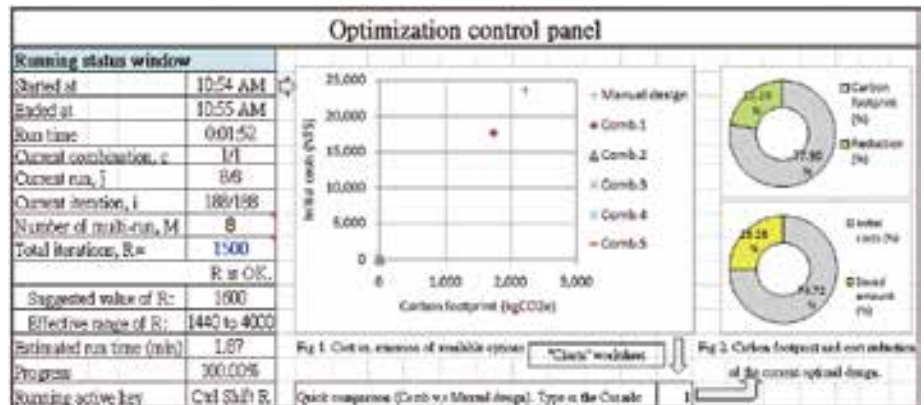 Optimization control panel
Running status window
Started at 10:54 AM
Ended at 10:55 AM
Run time 0:01:52
Current combination, c 1/1
Current run, j 8/8
Current iteration, i 188/188
Number of multi-run, M 8
Total iterations, R= 1500
R is OK.
Suggested value of R: 1600
Effective range of R: 1440 to 4000
Estimated run time (min) 1.87
Progress 100.00%
Running active key Ctrl Shift R
25,000
20,000
15,000
10,000
5,000
0
0 1,000 2,000 3,000
Initial costs
Carbon footprint (kgCO2e)
Manual design
Comb.1
Comb.2
Comb.3
Comb.4
Comb.5
Carbon footprint (%)
Reduction (%)
%
%
Initial costs (%)
Saved amount (%)
25.28 %
74.72 %
Fig 1. Cost vs. emission of available options
"Charts" worksheet
Fig 2. Carbon footprint and cost reduction of the current optimal design.
Quick comparison (Comb v.s Manual design). Type in the Comb# 1